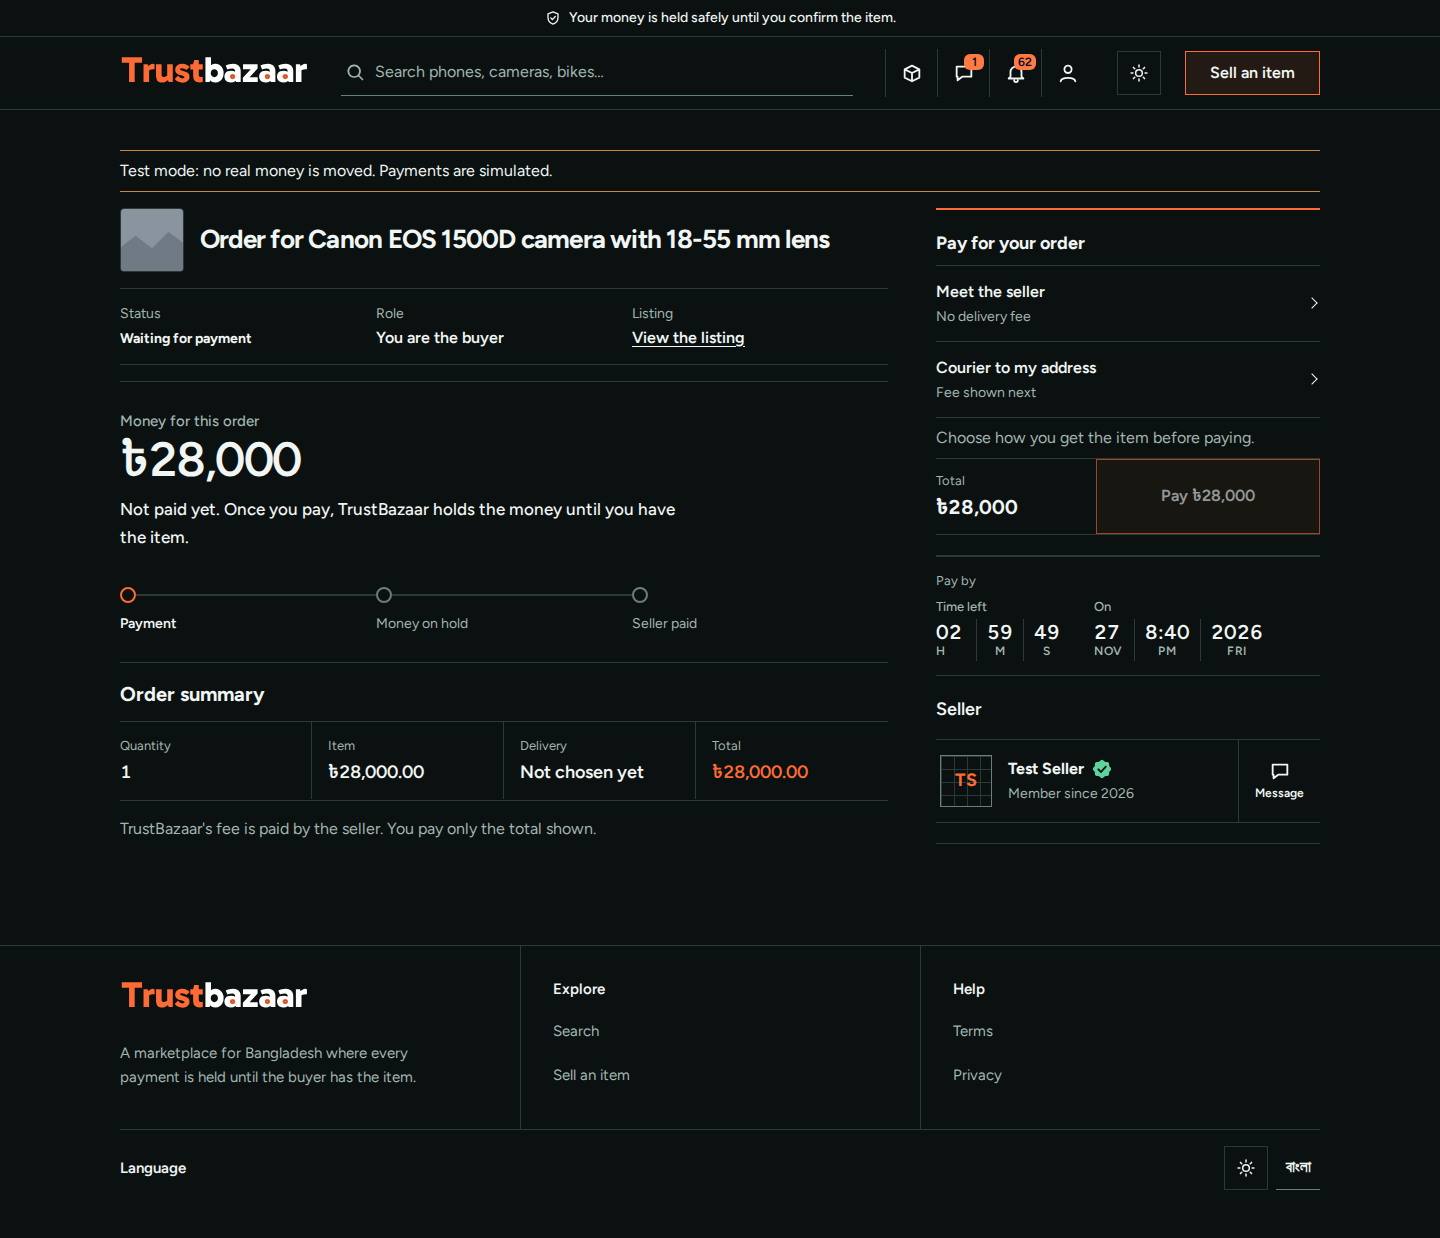 Your money is held safely until you confirm the item.
Trustbazaar
Search phones, cameras, bikes...
1
62
Sell an item
Test mode: no real money is moved. Payments are simulated.
Order for Canon EOS 1500D camera with 18-55 mm lens
Status
Role
Listing
Waiting for payment
You are the buyer
View the listing
Money for this order
৳28,000
Not paid yet. Once you pay, TrustBazaar holds the money until you have
the item.
Payment
Money on hold
Seller paid
Order summary
Quantity
Item
Delivery
Total
1
৳28,000.00
Not chosen yet
৳28,000.00
TrustBazaar's fee is paid by the seller. You pay only the total shown.
Pay for your order
Meet the seller
No delivery fee
Courier to my address
Fee shown next
Choose how you get the item before paying.
Total
৳28,000
Pay ৳28,000
Pay by
Time left
On
02 59 49 27 8:40 2026
H M S NOV PM FRI
Seller
TS
Test Seller
Member since 2026
Message
Trustbazaar
A marketplace for Bangladesh where every
payment is held until the buyer has the item.
Explore
Search
Sell an item
Help
Terms
Privacy
Language
বাংলা